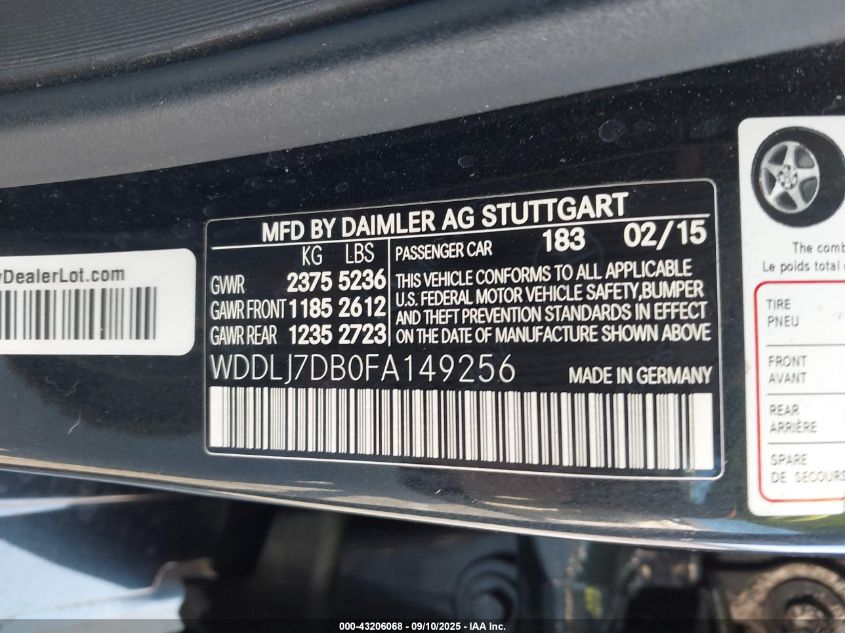 MFD BY DAIMLER AG STUTTGART
KG LBS
GVWR 2375 5236
GAWR FRONT 1185 2612
GAWR REAR 1235 2723
PASSENGER CAR 183 02/15
THIS VEHICLE CONFORMS TO ALL APPLICABLE
U.S. FEDERAL MOTOR VEHICLE SAFETY,BUMPER
AND THEFT PREVENTION STANDARDS IN EFFECT
ON THE DATE OF MANUFACTURE SHOWN ABOVE
WDDLJ7DB0FA149256 MADE IN GERMANY
yDealerLot.com
The comb
Le poids total
TIRE
PNEU
FRONT
AVANT
REAR
ARRIÈRE
SPARE
DE SECOURS
000-43206068 - 09/10/2025 - IAA Inc.